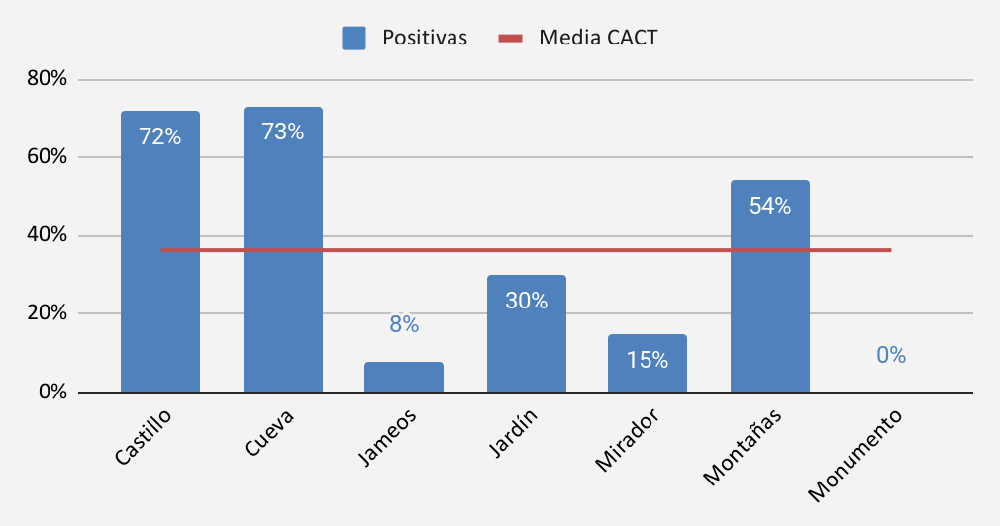 Positivas Media CACT
80%
60%
40%
20%
0%
72%
73%
8%
30%
15%
54%
0%
Castillo
Cueva
Jameos
Jardín
Mirador
Montañas
Monumento